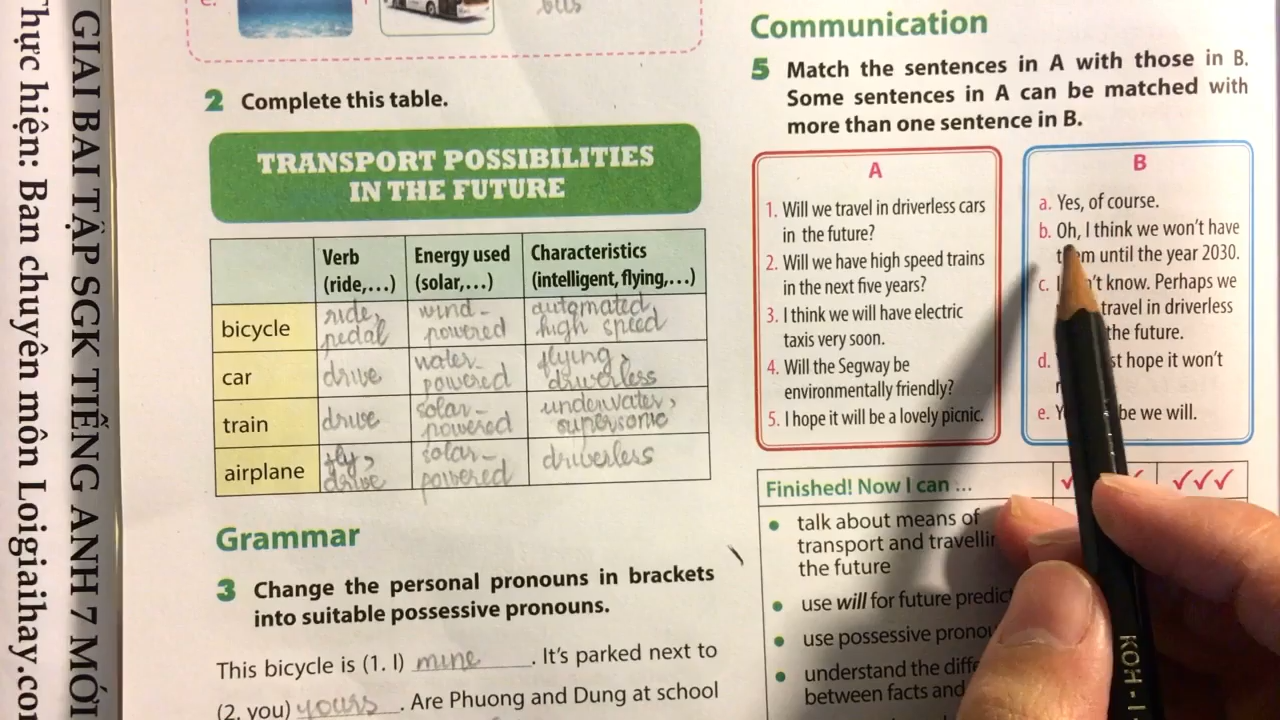 Thực hiện: Ban chuyên môn Loigiaihay.com
GIẢI BÀI TẬP SGK TIẾNG ANH 7 MỚI
e.
bus
2 Complete this table.
TRANSPORT POSSIBILITIES
IN THE FUTURE
Verb
(ride,...)
Energy used
(solar,...)
Characteristics
(intelligent, flying,...)
bicycle
ride,
pedal
wind-
powered
automated,
high speed
car
drive
water-
powered
flying,
driverless
train
drive
solar-
powered
underwater,
supersonic
airplane
fly,
drive
solar-
powered
driverless
Grammar
3 Change the personal pronouns in brackets
into suitable possessive pronouns.
This bicycle is (1. I) mine. It's parked next to
(2. you) yours. Are Phuong and Dung at school
Communication
5 Match the sentences in A with those in B.
Some sentences in A can be matched with
more than one sentence in B.
A
1. Will we travel in driverless cars
in the future?
2. Will we have high speed trains
in the next five years?
3. I think we will have electric
taxis very soon.
4. Will the Segway be
environmentally friendly?
5. I hope it will be a lovely picnic.
B
a. Yes, of course.
b. Oh, I think we won't have
until the year 2030.
c. know. Perhaps we
travel in driverless
the future.
d. hope it won't
e. be we will.
Finished! Now I can ...
✓✓✓
talk about means of
transport and
the future
use will for future
use possessive
understand the
between facts and
KOH-I